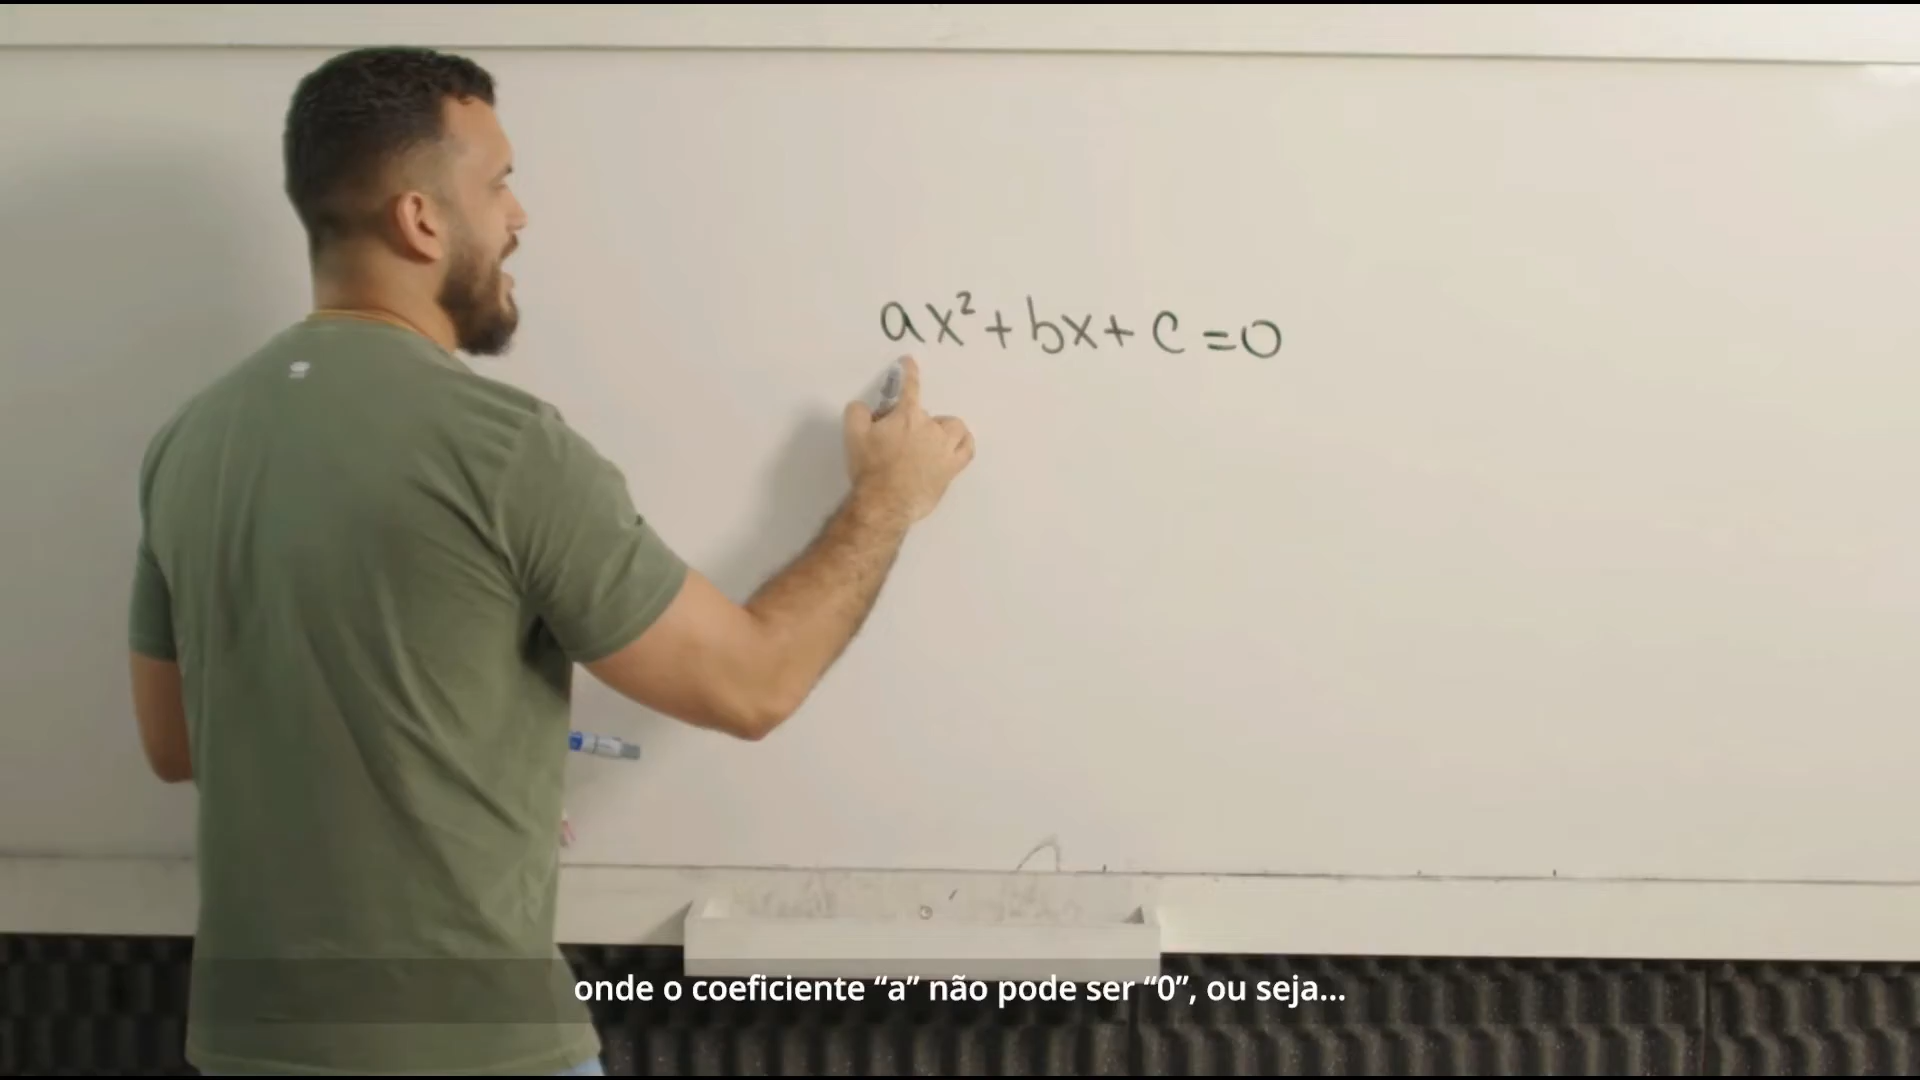 ax²+bx+c=0
onde o coeficiente “a” não pode ser “0”, ou seja...